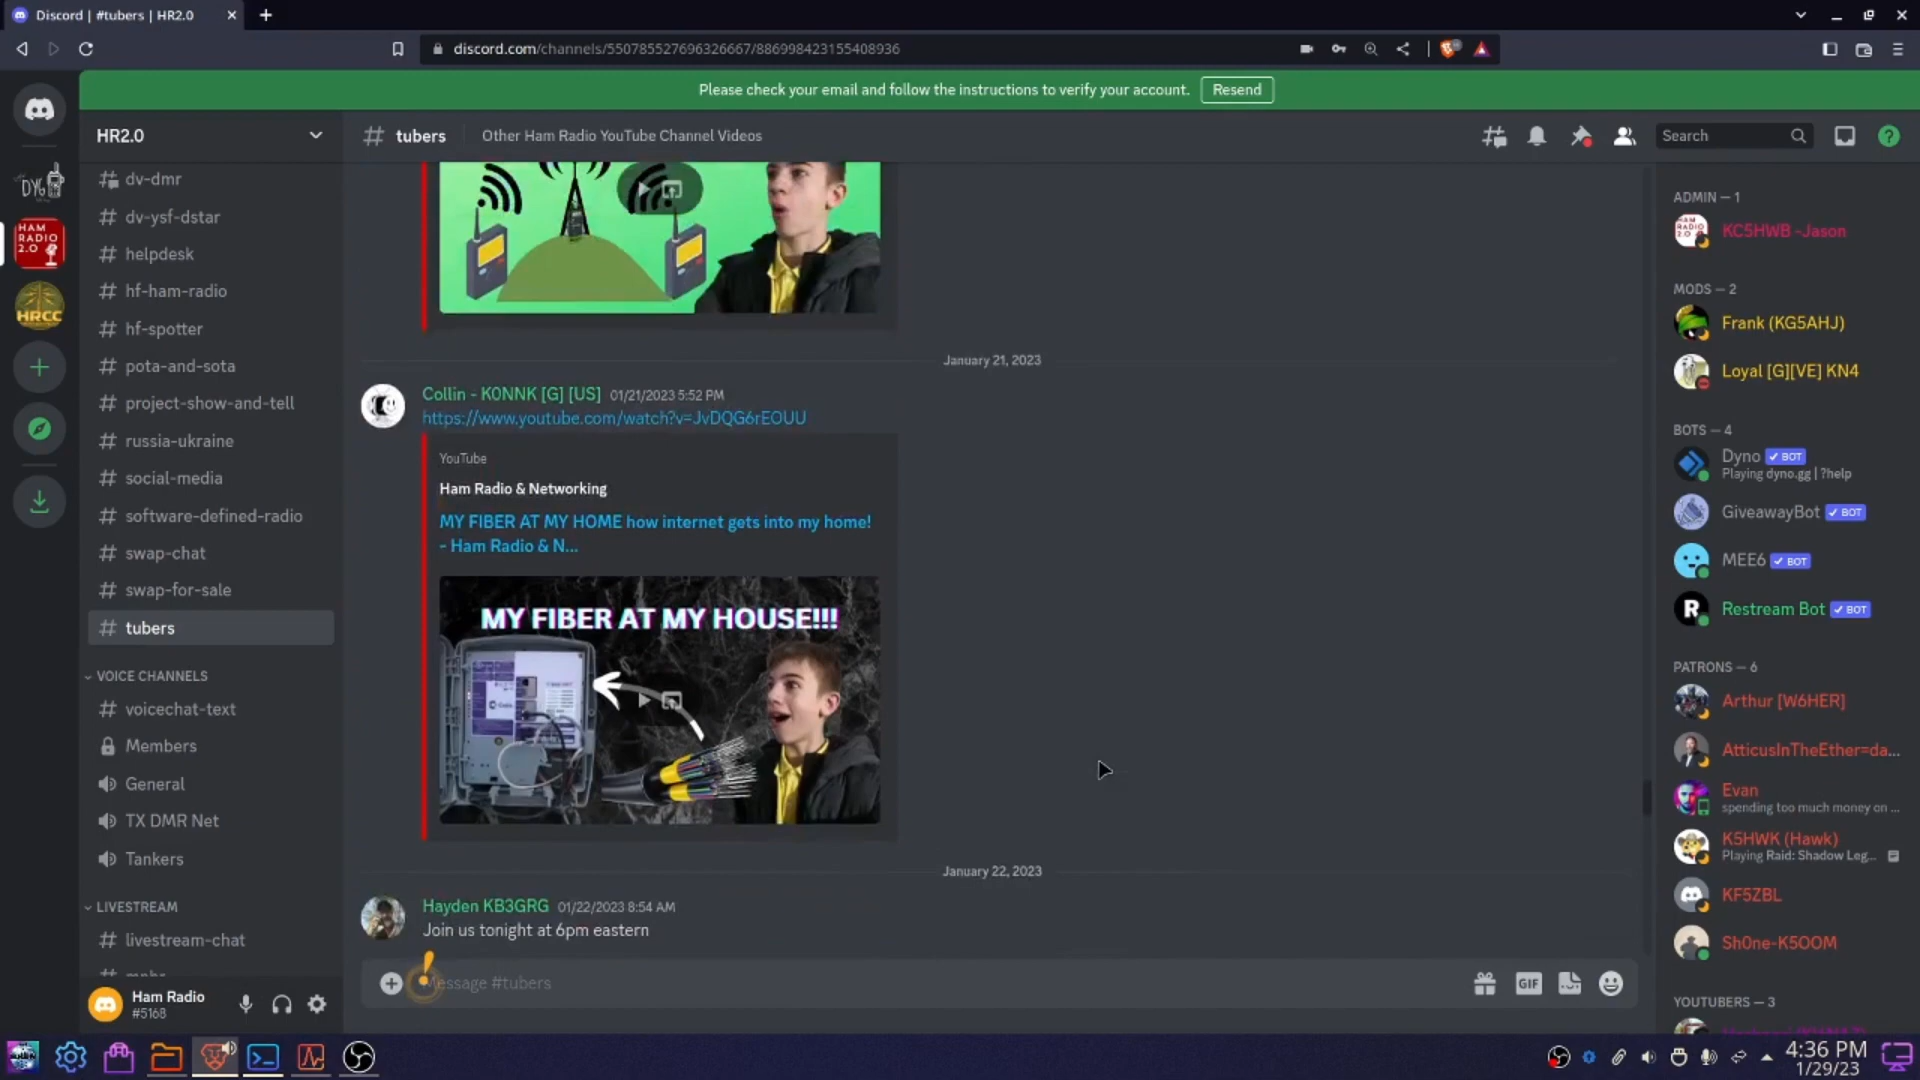 Discord | #tubers | HR2.0
discord.com/channels/550785527696326667/886998423155408936
Please check your email and follow the instructions to verify your account.
Resend
HR2.0
tubers
Other Ham Radio YouTube Channel Videos
Search
DYG
HAM
RADIO
2.0
HRCC
dv-dmr
dv-ysf-dstar
helpdesk
hf-ham-radio
hf-spotter
pota-and-sota
project-show-and-tell
russia-ukraine
social-media
software-defined-radio
swap-chat
swap-for-sale
tubers
VOICE CHANNELS
voicechat-text
Members
General
TX DMR Net
Tankers
LIVESTREAM
livestream-chat
Ham Radio
#5168
January 21, 2023
Collin - K0NNK [G] [US] 01/21/2023 5:52 PM
https://www.youtube.com/watch?v=JvDQG6rEOUU
YouTube
Ham Radio & Networking
MY FIBER AT MY HOME how internet gets into my home!
- Ham Radio & N...
MY FIBER AT MY HOUSE!!!
January 22, 2023
Hayden KB3GRG 01/22/2023 8:54 AM
Join us tonight at 6pm eastern
Message #tubers
GIF
ADMIN — 1
KC5HWB -Jason
MODS — 2
Frank (KG5AHJ)
Loyal [G][VE] KN4
BOTS — 4
Dyno BOT
Playing dyno.gg | ?help
GiveawayBot BOT
MEE6 BOT
Restream Bot BOT
PATRONS — 6
Arthur [W6HER]
AtticusInTheEther=da...
Evan
spending too much money on ...
K5HWK (Hawk)
Playing Raid: Shadow Leg...
KF5ZBL
Sh0ne-K5OOM
YOUTUBERS — 3
4:36 PM
1/29/23